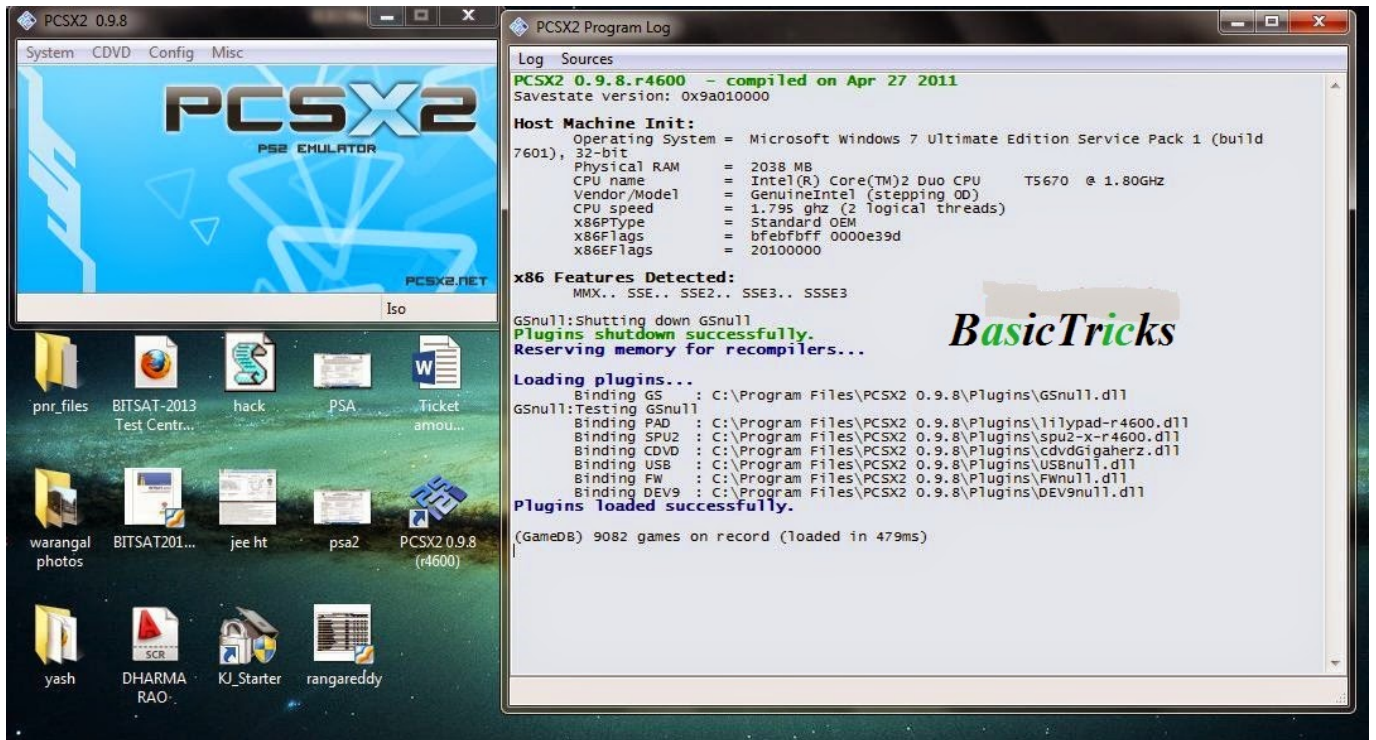 PCSX2 0.9.8
System CDVD Config Misc
PCSX2
PS2 EMULATOR
PCSX2.NET
Iso
PCSX2 Program Log
Log Sources
PCSX2 0.9.8.r4600 - compiled on Apr 27 2011
Savestate version: 0x9a010000
Host Machine Init:
Operating System = Microsoft Windows 7 Ultimate Edition Service Pack 1 (build
7601), 32-bit
Physical RAM = 2038 MB
CPU name = Intel(R) Core(TM)2 Duo CPU T5670 @ 1.80GHz
Vendor/Model = GenuineIntel (stepping 0D)
CPU speed = 1.795 ghz (2 logical threads)
x86PType = Standard OEM
x86Flags = bfebfbff 0000e39d
x86EFlags = 20100000
x86 Features Detected:
MMX.. SSE.. SSE2.. SSE3.. SSSE3
BasicTricks
GSnull:Shutting down GSnull
Plugins shutdown successfully.
Reserving memory for recompilers...
Loading plugins...
Binding GS : C:\Program Files\PCSX2 0.9.8\Plugins\GSnull.dll
GSnull:Testing GSnull
Binding PAD : C:\Program Files\PCSX2 0.9.8\Plugins\lilypad-r4600.dll
Binding SPU2 : C:\Program Files\PCSX2 0.9.8\Plugins\spu2-x-r4600.dll
Binding CDVD : C:\Program Files\PCSX2 0.9.8\Plugins\cdvdGigaherz.dll
Binding USB : C:\Program Files\PCSX2 0.9.8\Plugins\USBnull.dll
Binding FW : C:\Program Files\PCSX2 0.9.8\Plugins\FWnull.dll
Binding DEV9 : C:\Program Files\PCSX2 0.9.8\Plugins\DEV9null.dll
Plugins loaded successfully.
(GameDB) 9082 games on record (loaded in 479ms)
pnr_files
BITSAT-2013
Test Centr...
hack
PSA
Ticket
amou...
warangal
photos
BITSAT201...
jee ht
psa2
PCSX2 0.9.8
(r4600)
yash
SCR
DHARMA
RAO-.
KJ_Starter
rangareddy